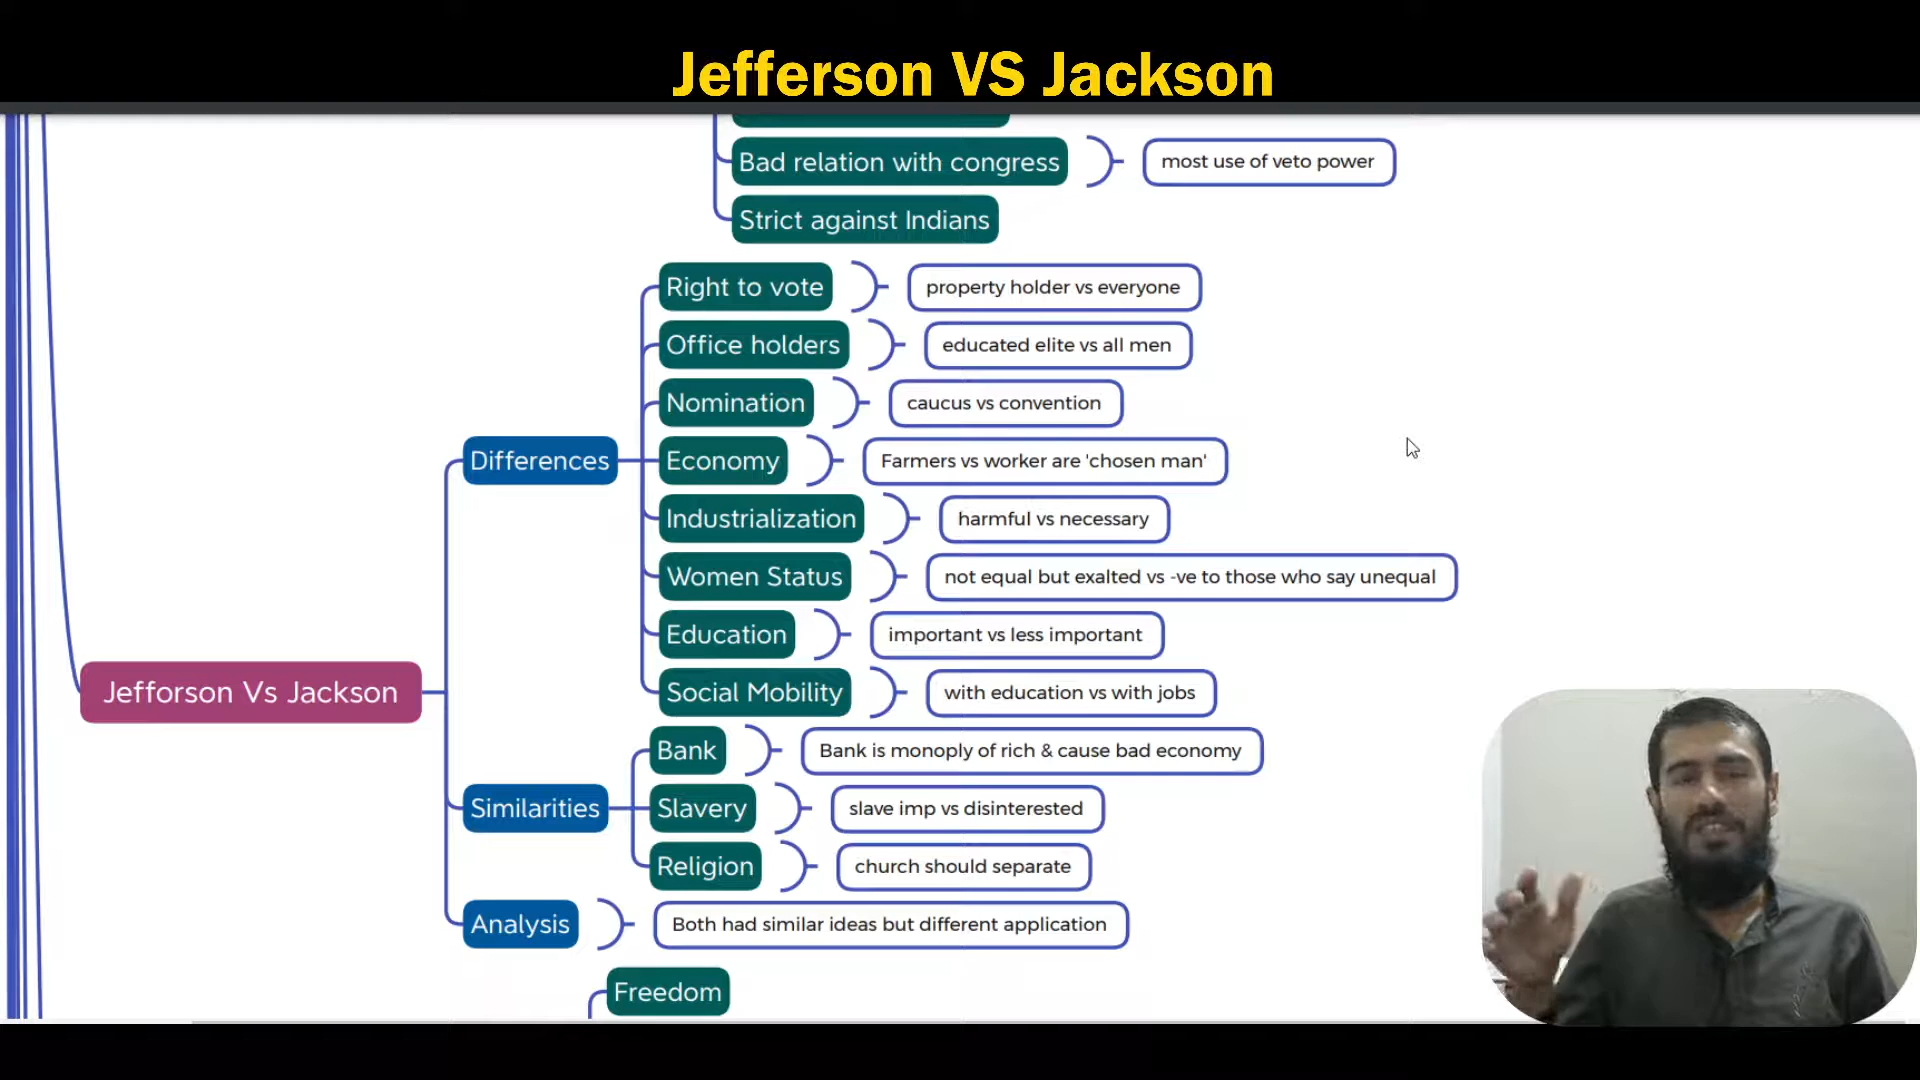 Jefferson VS Jackson
Bad relation with congress
most use of veto power
Strict against Indians
Right to vote
property holder vs everyone
Office holders
educated elite vs all men
Nomination
caucus vs convention
Differences
Economy
Farmers vs worker are 'chosen man'
Industrialization
harmful vs necessary
Women Status
not equal but exalted vs -ve to those who say unequal
Education
important vs less important
Jefforson Vs Jackson
Social Mobility
with education vs with jobs
Bank
Bank is monoply of rich & cause bad economy
Similarities
Slavery
slave imp vs disinterested
Religion
church should separate
Analysis
Both had similar ideas but different application
Freedom